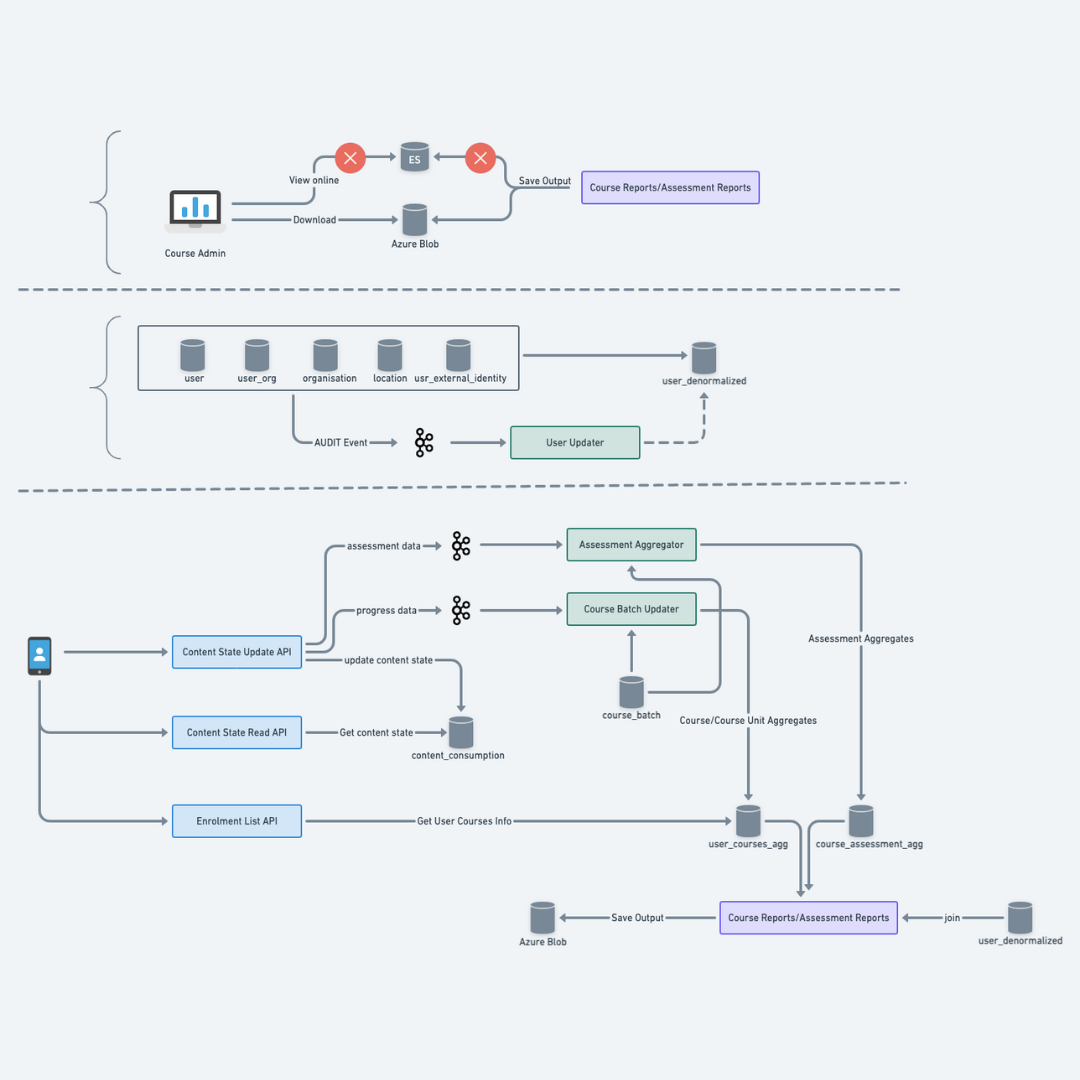 ES
View online
Save Output
Course Reports/Assessment Reports
Download
Azure Blob
Course Admin
user
user_org
organisation
location
usr_external_identity
user_denormalized
AUDIT Event
User Updater
assessment data
Assessment Aggregator
progress data
Course Batch Updater
Assessment Aggregates
Content State Update API
update content state
course_batch
Course/Course Unit Aggregates
Content State Read API
Get content state
content_consumption
Enrolment List API
Get User Courses Info
user_courses_agg
course_assessment_agg
Azure Blob
Save Output
Course Reports/Assessment Reports
join
user_denormalized